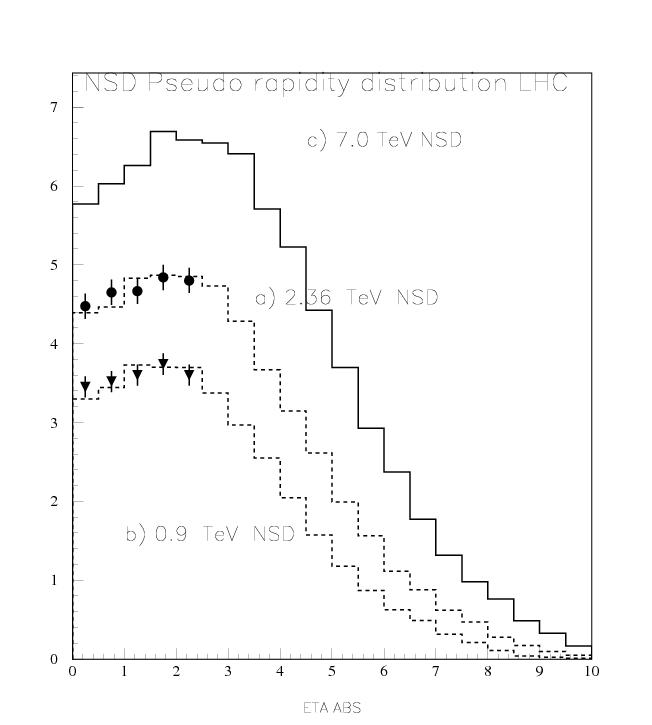 NSD Pseudo rapidity distribution LHC
7
c) 7.0 TeV NSD
6
5
a) 2.36 TeV NSD
4
3
2
b) 0.9 TeV NSD
1
0
0 1 2 3 4 5 6 7 8 9 10
ETA ABS